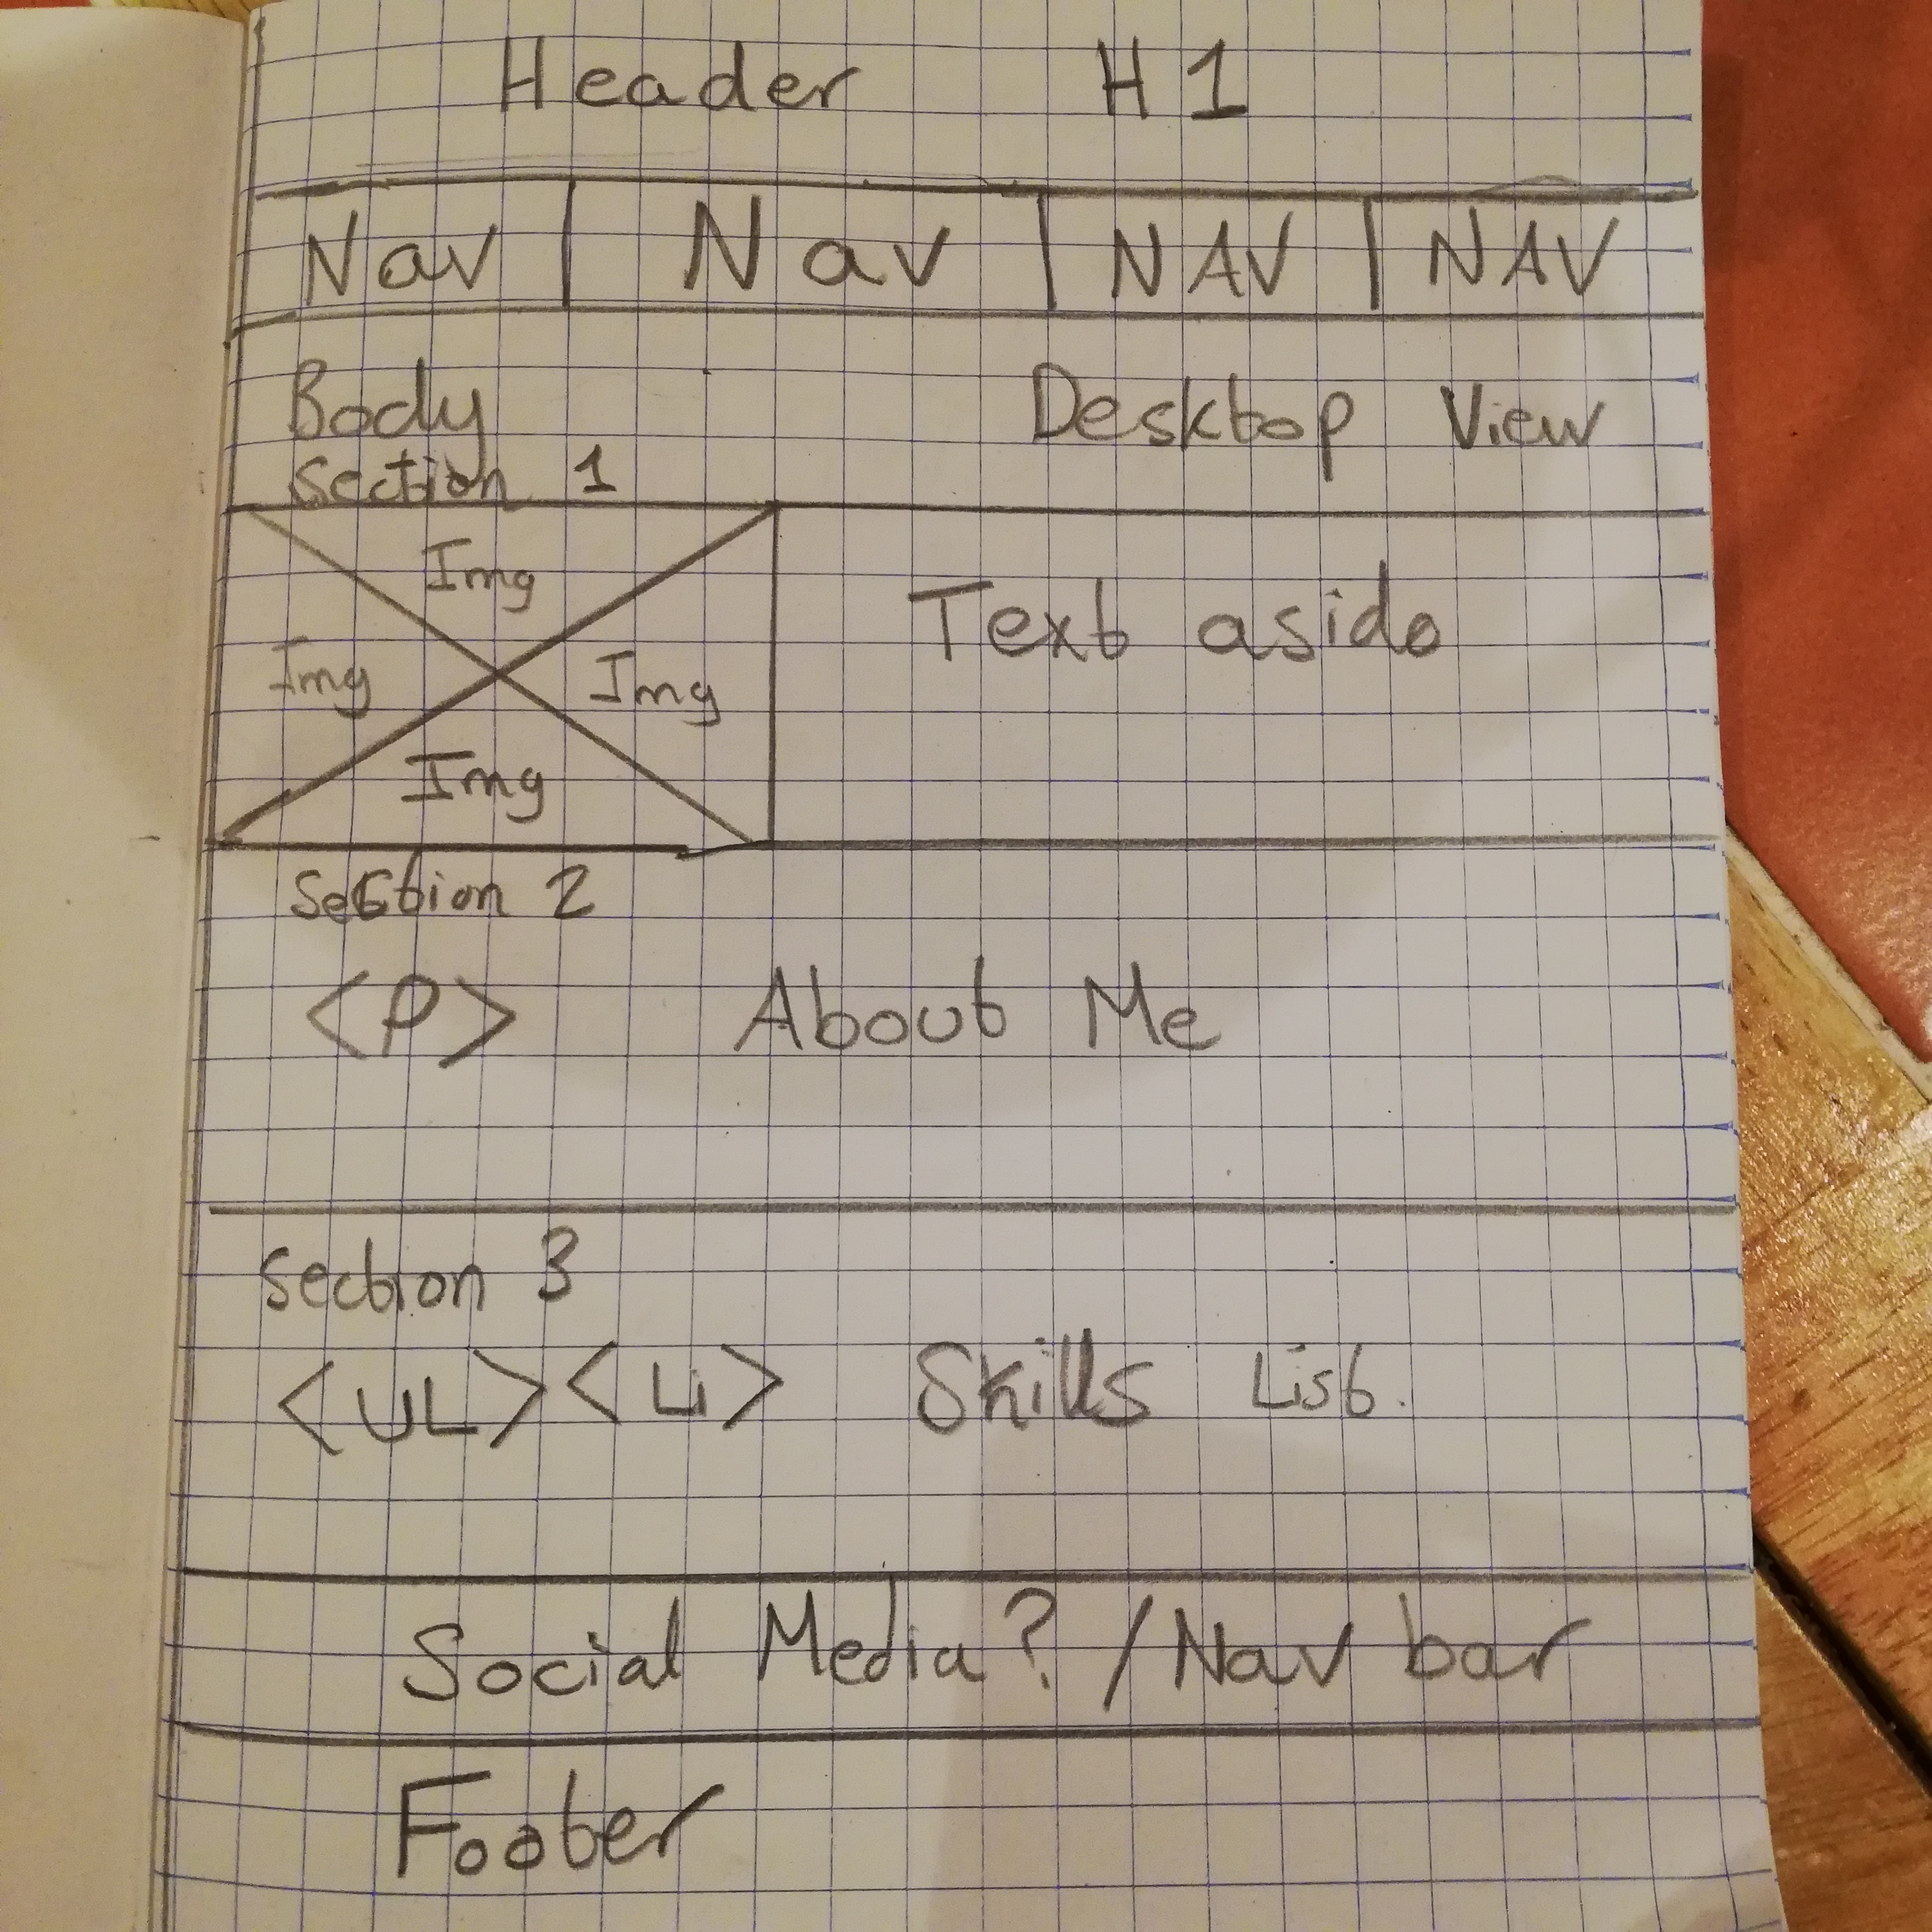 Header H1
Nav | Nav | NAV | NAV
Body Desktop View
section 1
Img
Text aside
Img Img
Img
Section 2
<P> About Me
section 3
<UL><Li> Skills List.
Social Media? / Nav bar
Footer